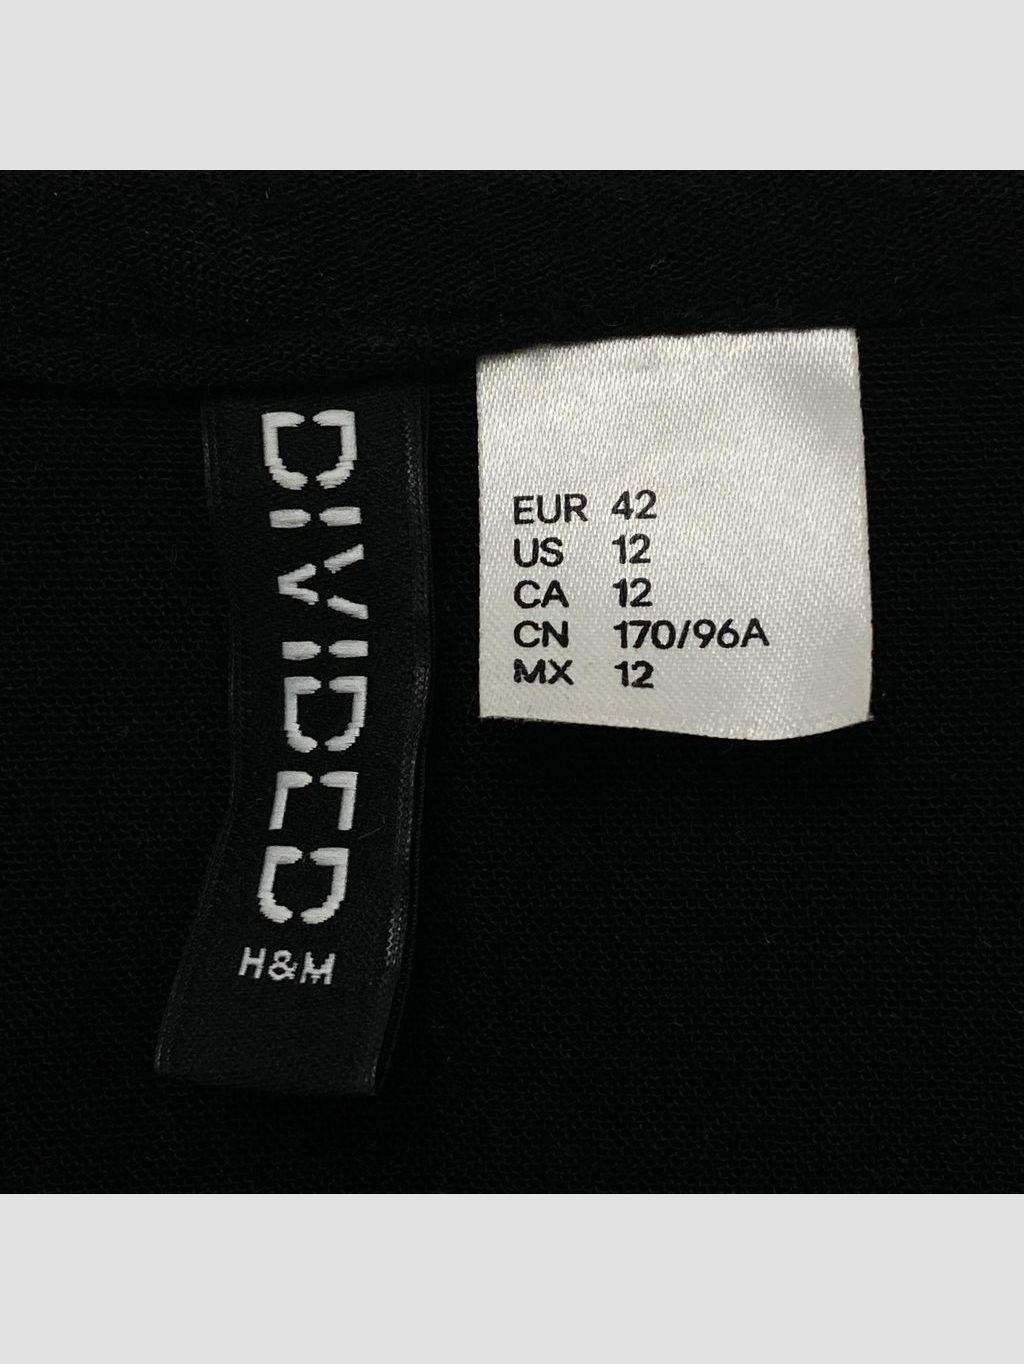 DIVIDED
H&M
EUR 42
US 12
CA 12
CN 170/96A
MX 12